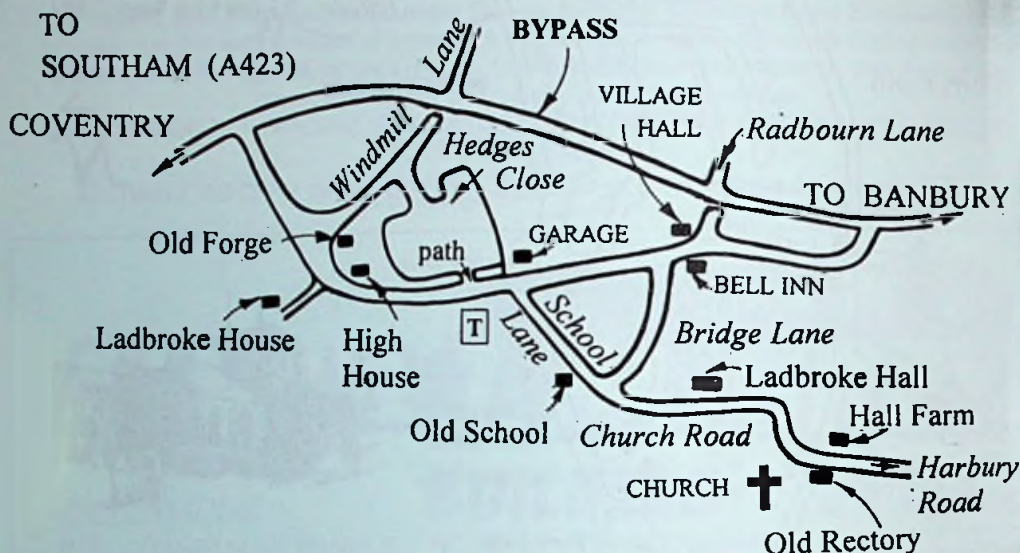 TO
SOUTHAM (A423)
COVENTRY
Lane
BYPASS
VILLAGE
HALL
Radbourn Lane
Windmill
Hedges
Close
TO BANBURY
Old Forge
path
GARAGE
BELL INN
Ladbroke House
High
House
T
School
Lane
Bridge Lane
Ladbroke Hall
Old School
Church Road
Hall Farm
CHURCH
Harbury
Road
Old Rectory